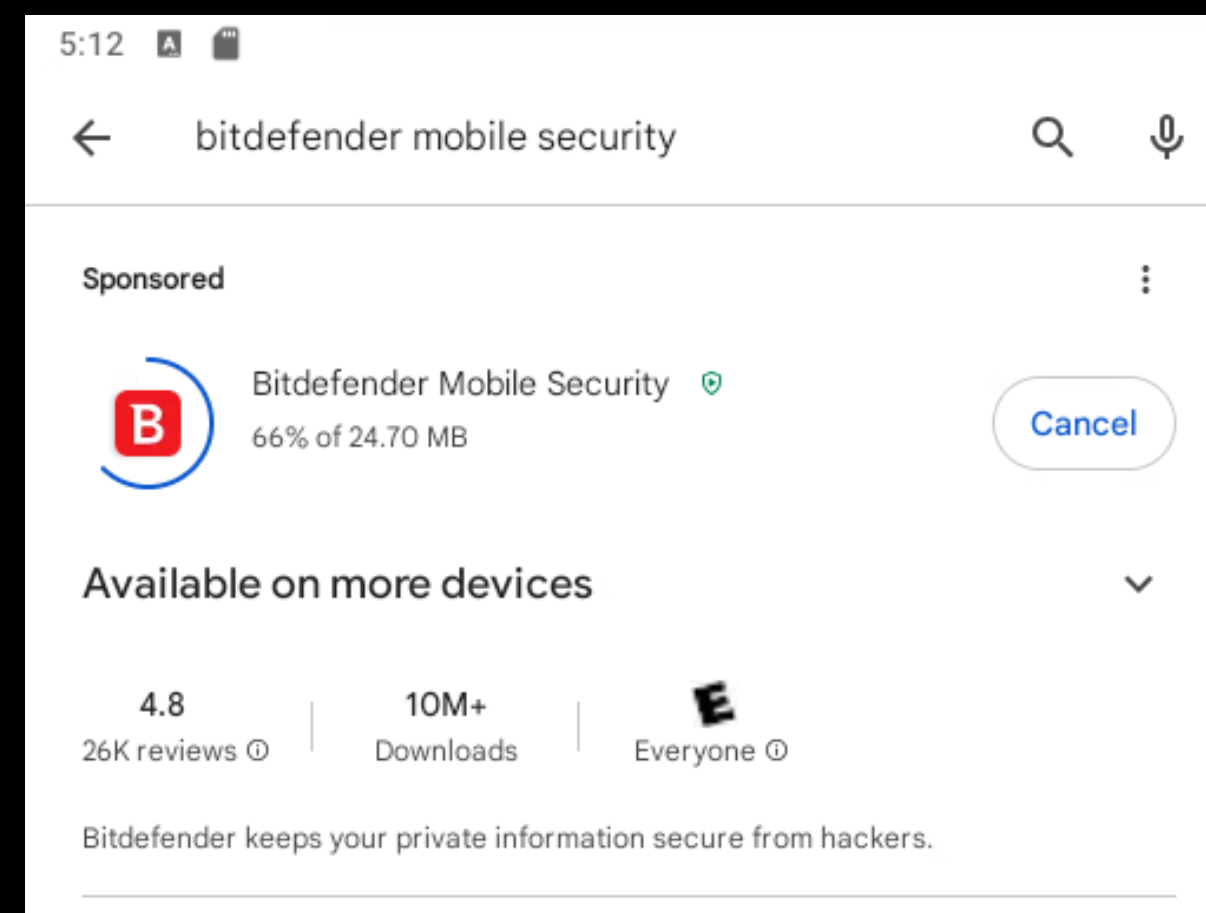 5:12 A
bitdefender mobile security
Sponsored
B
Bitdefender Mobile Security
66% of 24.70 MB
Cancel
Available on more devices
4.8
26K reviews
10M+
Downloads
E
Everyone
Bitdefender keeps your private information secure from hackers.